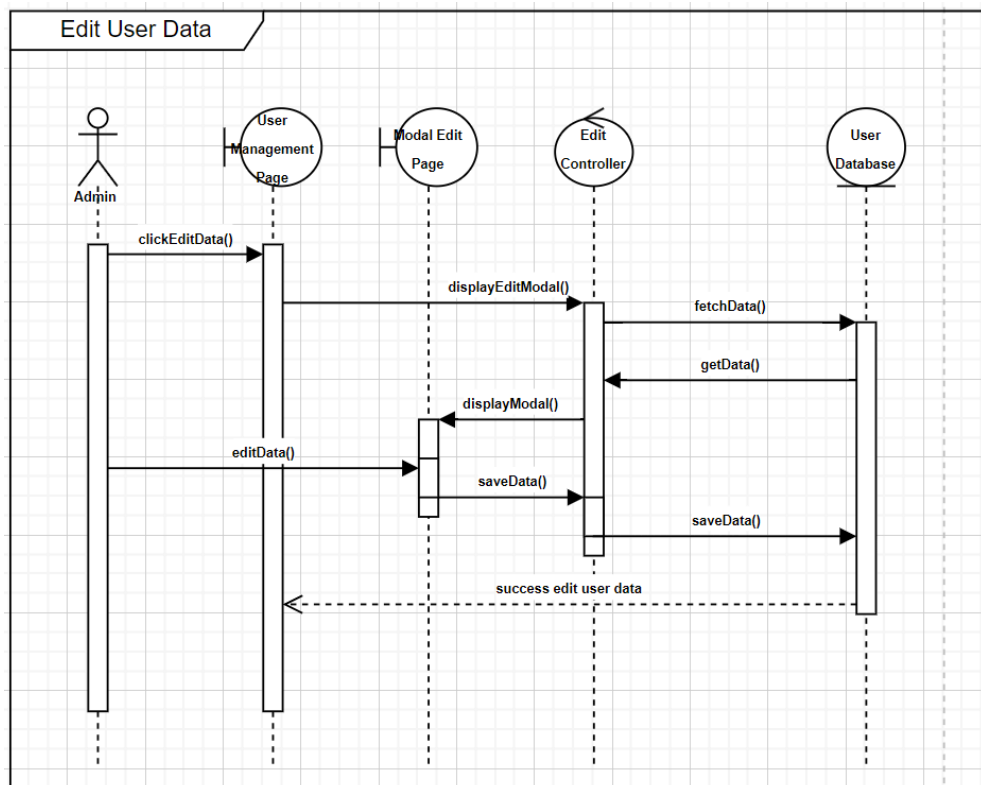 Edit User Data
User
Management
Page
Modal Edit
Page
Edit
Controller
User
Database
Admin
clickEditData()
displayEditModal()
fetchData()
getData()
displayModal()
editData()
saveData()
saveData()
success edit user data